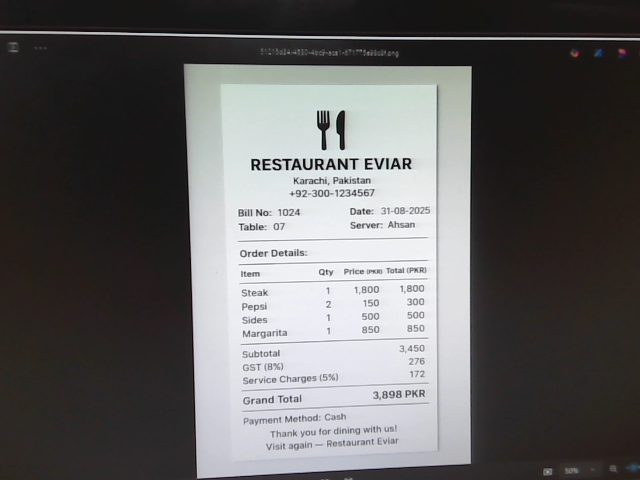 RESTAURANT EVIAR
Karachi, Pakistan
+92-300-1234567
Bill No: 1024 Date: 31-08-2025
Table: 07 Server: Ahsan
Order Details:
Item Qty Price (PKR) Total (PKR)
Steak 1 1,800 1,800
Pepsi 2 150 300
Sides 1 500 500
Margarita 1 850 850
Subtotal 3,450
GST (8%) 276
Service Charges (5%) 172
Grand Total 3,898 PKR
Payment Method: Cash
Thank you for dining with us!
Visit again — Restaurant Eviar
50%